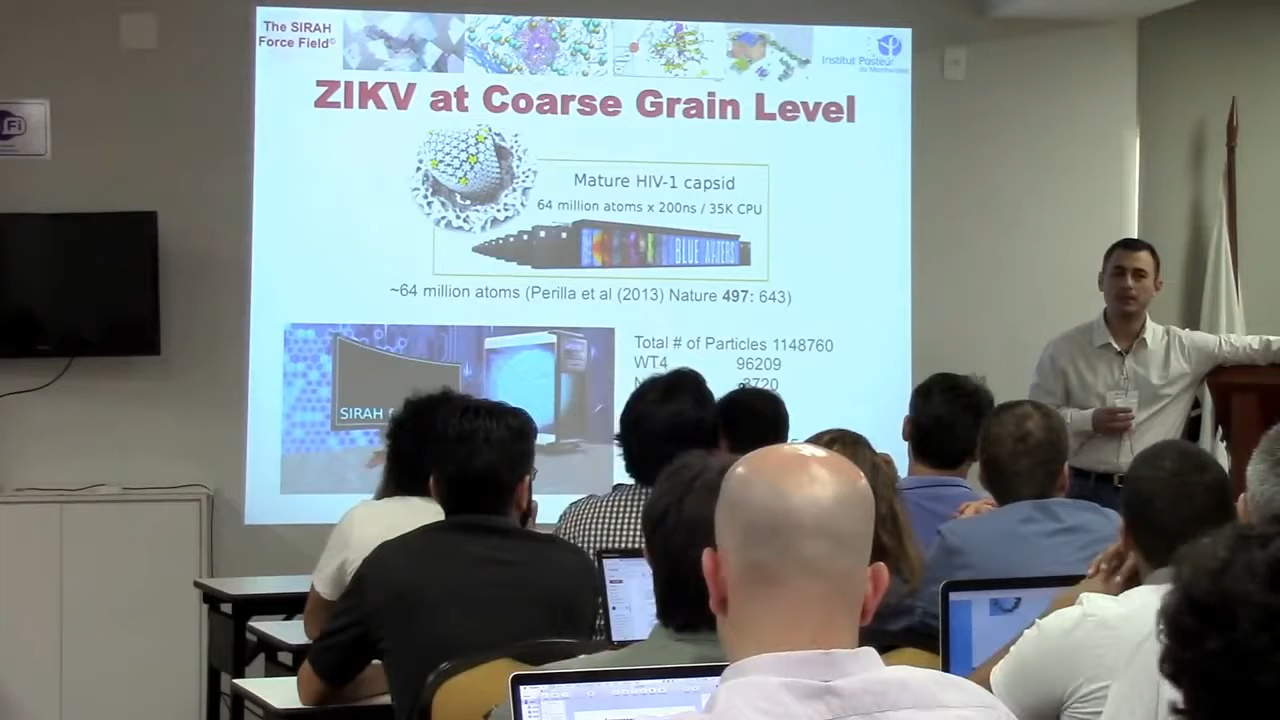 The SIRAH
Force Field©
Institut Pasteur
de Montevideo
Fi
ZIKV at Coarse Grain Level
Mature HIV-1 capsid
64 million atoms x 200ns / 35K CPU
BLUE WATERS
~64 million atoms (Perilla et al (2013) Nature 497: 643)
Total # of Particles 1148760
WT4 96209
3720
SIRAH